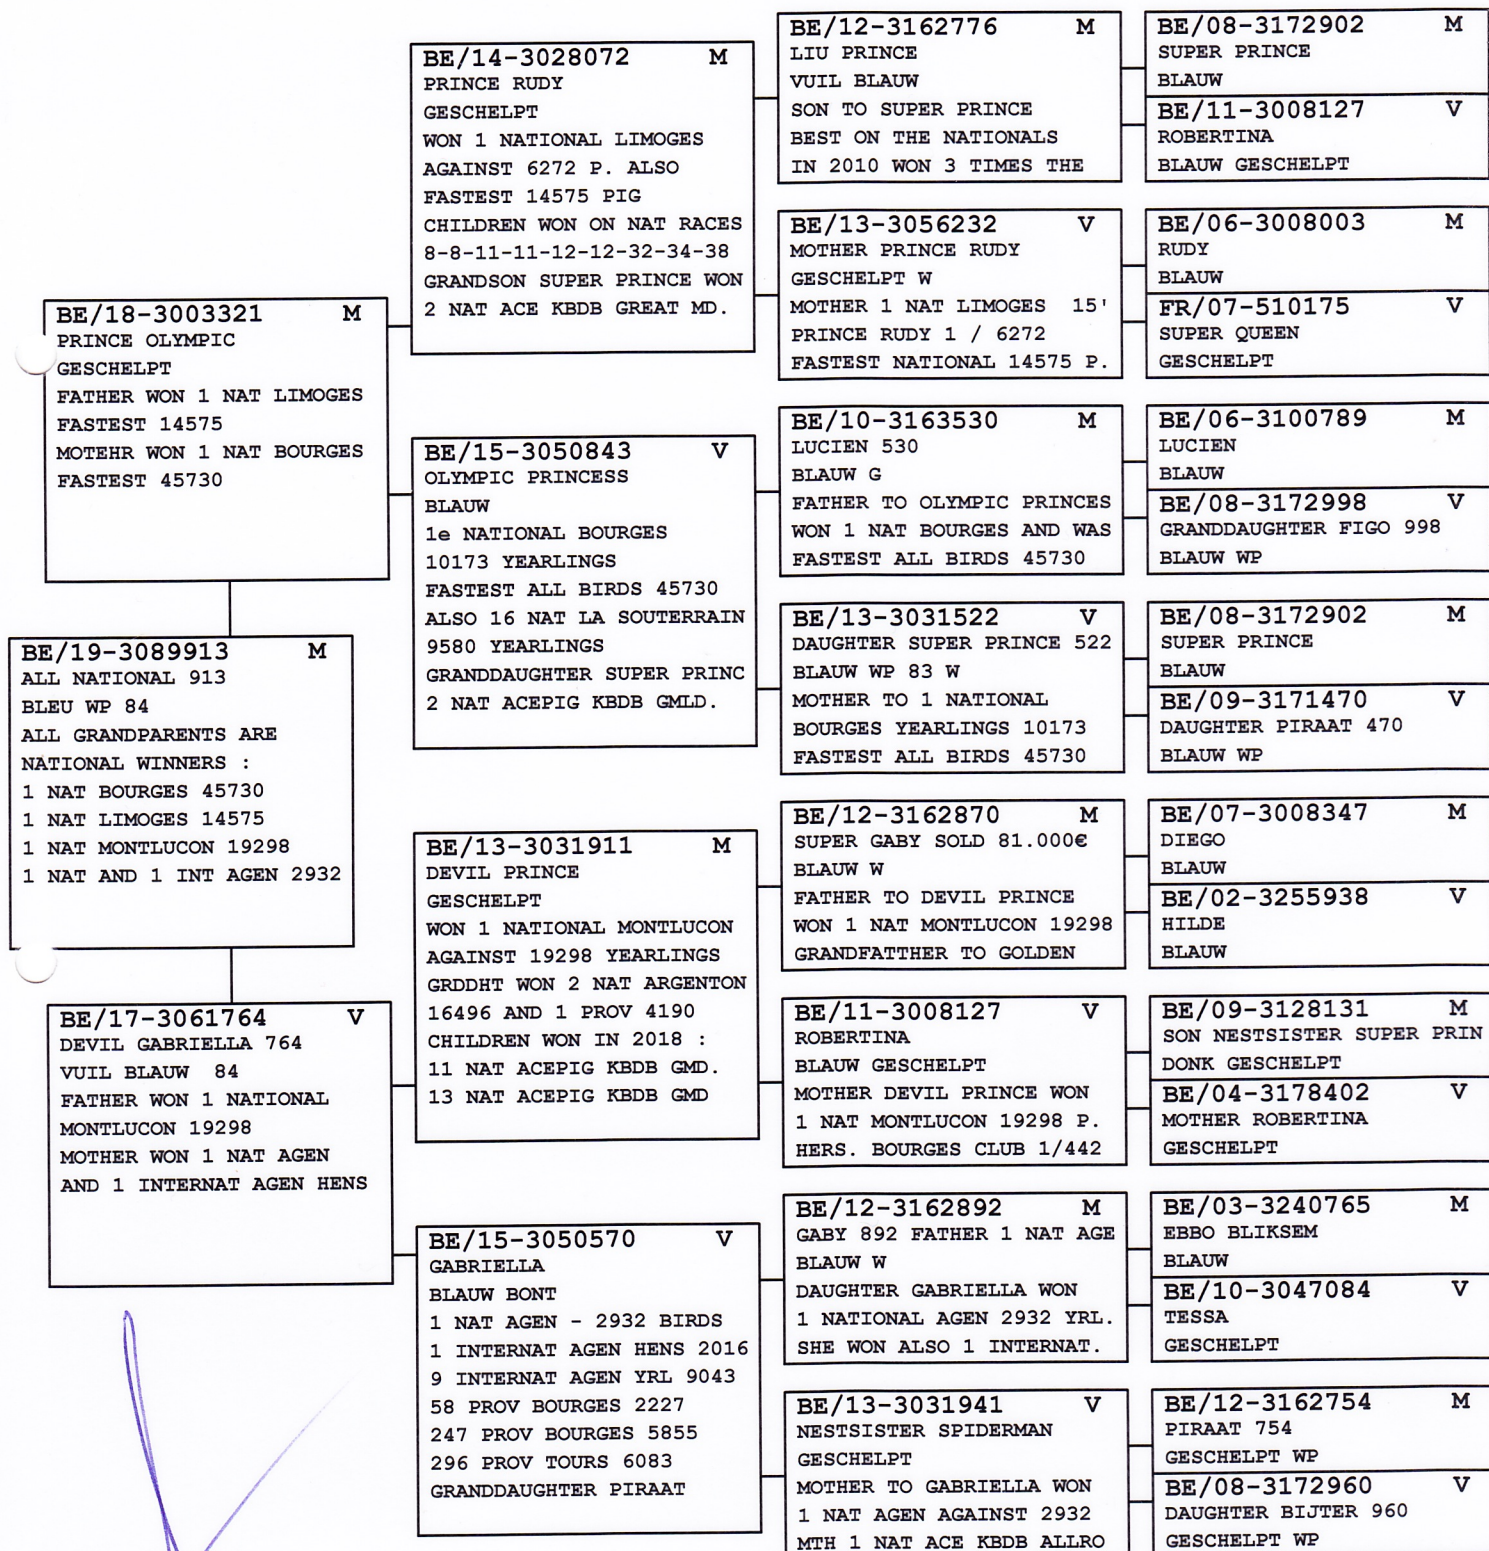 BE/19-3089913 M
ALL NATIONAL 913
BLEU WP 84
ALL GRANDPARENTS ARE
NATIONAL WINNERS :
1 NAT BOURGES 45730
1 NAT LIMOGES 14575
1 NAT MONTLUCON 19298
1 NAT AND 1 INT AGEN 2932
BE/18-3003321 M
PRINCE OLYMPIC
GESCHELPT
FATHER WON 1 NAT LIMOGES
FASTEST 14575
MOTEHR WON 1 NAT BOURGES
FASTEST 45730
BE/17-3061764 V
DEVIL GABRIELLA 764
VUIL BLAUW 84
FATHER WON 1 NATIONAL
MONTLUCON 19298
MOTHER WON 1 NAT AGEN
AND 1 INTERNAT AGEN HENS
BE/14-3028072 M
PRINCE RUDY
GESCHELPT
WON 1 NATIONAL LIMOGES
AGAINST 6272 P. ALSO
FASTEST 14575 PIG
CHILDREN WON ON NAT RACES
8-8-11-11-12-12-32-34-38
GRANDSON SUPER PRINCE WON
2 NAT ACE KBDB GREAT MD.
BE/15-3050843 V
OLYMPIC PRINCESS
BLAUW
1e NATIONAL BOURGES
10173 YEARLINGS
FASTEST ALL BIRDS 45730
ALSO 16 NAT LA SOUTERRAIN
9580 YEARLINGS
GRANDDAUGHTER SUPER PRINC
2 NAT ACEPIG KBDB GMLD.
BE/13-3031911 M
DEVIL PRINCE
GESCHELPT
WON 1 NATIONAL MONTLUCON
AGAINST 19298 YEARLINGS
GRDDHT WON 2 NAT ARGENTON
16496 AND 1 PROV 4190
CHILDREN WON IN 2018 :
11 NAT ACEPIG KBDB GMD.
13 NAT ACEPIG KBDB GMD
BE/15-3050570 V
GABRIELLA
BLAUW BONT
1 NAT AGEN - 2932 BIRDS
1 INTERNAT AGEN HENS 2016
9 INTERNAT AGEN YRL 9043
58 PROV BOURGES 2227
247 PROV BOURGES 5855
296 PROV TOURS 6083
GRANDDAUGHTER PIRAAT
BE/12-3162776 M
LIU PRINCE
VUIL BLAUW
SON TO SUPER PRINCE
BEST ON THE NATIONALS
IN 2010 WON 3 TIMES THE
BE/13-3056232 V
MOTHER PRINCE RUDY
GESCHELPT W
MOTHER 1 NAT LIMOGES 15'
PRINCE RUDY 1 / 6272
FASTEST NATIONAL 14575 P.
BE/10-3163530 M
LUCIEN 530
BLAUW G
FATHER TO OLYMPIC PRINCES
WON 1 NAT BOURGES AND WAS
FASTEST ALL BIRDS 45730
BE/13-3031522 V
DAUGHTER SUPER PRINCE 522
BLAUW WP 83 W
MOTHER TO 1 NATIONAL
BOURGES YEARLINGS 10173
FASTEST ALL BIRDS 45730
BE/12-3162870 M
SUPER GABY SOLD 81.000€
BLAUW W
FATHER TO DEVIL PRINCE
WON 1 NAT MONTLUCON 19298
GRANDFATTHER TO GOLDEN
BE/11-3008127 V
ROBERTINA
BLAUW GESCHELPT
MOTHER DEVIL PRINCE WON
1 NAT MONTLUCON 19298 P.
HERS. BOURGES CLUB 1/442
BE/12-3162892 M
GABY 892 FATHER 1 NAT AGE
BLAUW W
DAUGHTER GABRIELLA WON
1 NATIONAL AGEN 2932 YRL.
SHE WON ALSO 1 INTERNAT.
BE/13-3031941 V
NESTSISTER SPIDERMAN
GESCHELPT
MOTHER TO GABRIELLA WON
1 NAT AGEN AGAINST 2932
MTH 1 NAT ACE KBDB ALLRO
BE/08-3172902 M
SUPER PRINCE
BLAUW
BE/11-3008127 V
ROBERTINA
BLAUW GESCHELPT
BE/06-3008003 M
RUDY
BLAUW
FR/07-510175 V
SUPER QUEEN
GESCHELPT
BE/06-3100789 M
LUCIEN
BLAUW
BE/08-3172998 V
GRANDDAUGHTER FIGO 998
BLAUW WP
BE/08-3172902 M
SUPER PRINCE
BLAUW
BE/09-3171470 V
DAUGHTER PIRAAT 470
BLAUW WP
BE/07-3008347 M
DIEGO
BLAUW
BE/02-3255938 V
HILDE
BLAUW
BE/09-3128131 M
SON NESTSISTER SUPER PRIN
DONK GESCHELPT
BE/04-3178402 V
MOTHER ROBERTINA
GESCHELPT
BE/03-3240765 M
EBBO BLIKSEM
BLAUW
BE/10-3047084 V
TESSA
GESCHELPT
BE/12-3162754 M
PIRAAT 754
GESCHELPT WP
BE/08-3172960 V
DAUGHTER BIJTER 960
GESCHELPT WP